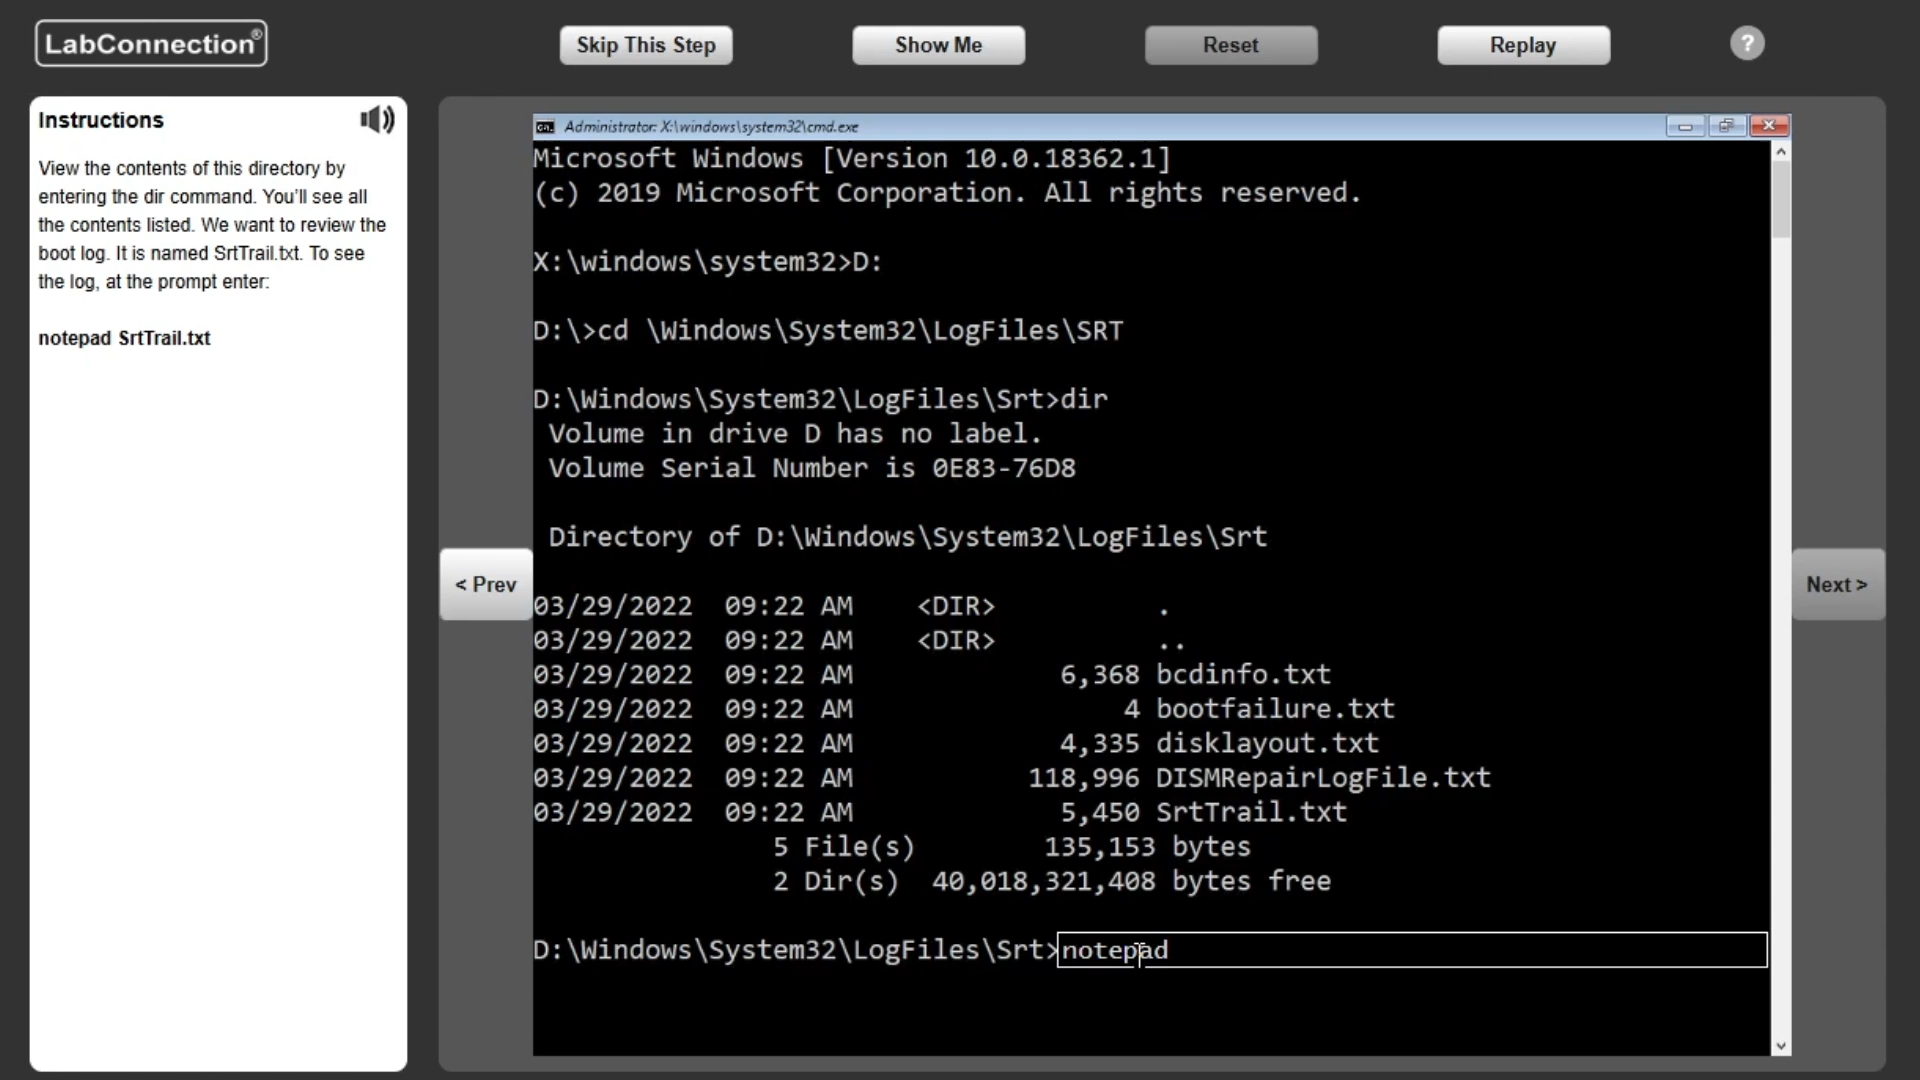 LabConnection®
Skip This Step
Show Me
Reset
Replay
?
Instructions
View the contents of this directory by
entering the dir command. You'll see all
the contents listed. We want to review the
boot log. It is named SrtTrail.txt. To see
the log, at the prompt enter:
notepad SrtTrail.txt
< Prev
Next >
Administrator: X:\windows\system32\cmd.exe
Microsoft Windows [Version 10.0.18362.1]
(c) 2019 Microsoft Corporation. All rights reserved.
X:\windows\system32>D:
D:\>cd \Windows\System32\LogFiles\SRT
D:\Windows\System32\LogFiles\Srt>dir
Volume in drive D has no label.
Volume Serial Number is 0E83-76D8
Directory of D:\Windows\System32\LogFiles\Srt
03/29/2022 09:22 AM <DIR> .
03/29/2022 09:22 AM <DIR> ..
03/29/2022 09:22 AM 6,368 bcdinfo.txt
03/29/2022 09:22 AM 4 bootfailure.txt
03/29/2022 09:22 AM 4,335 disklayout.txt
03/29/2022 09:22 AM 118,996 DISMRepairLogFile.txt
03/29/2022 09:22 AM 5,450 SrtTrail.txt
5 File(s) 135,153 bytes
2 Dir(s) 40,018,321,408 bytes free
D:\Windows\System32\LogFiles\Srt>notepad